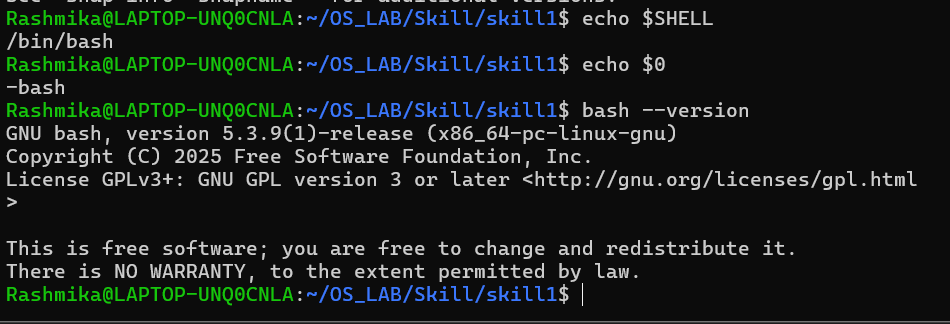 Rashmika@LAPTOP-UNQ0CNLA:~/OS_LAB/Skill/skill1$ echo $SHELL
/bin/bash
Rashmika@LAPTOP-UNQ0CNLA:~/OS_LAB/Skill/skill1$ echo $0
-bash
Rashmika@LAPTOP-UNQ0CNLA:~/OS_LAB/Skill/skill1$ bash --version
GNU bash, version 5.3.9(1)-release (x86_64-pc-linux-gnu)
Copyright (C) 2025 Free Software Foundation, Inc.
License GPLv3+: GNU GPL version 3 or later <http://gnu.org/licenses/gpl.html
>
This is free software; you are free to change and redistribute it.
There is NO WARRANTY, to the extent permitted by law.
Rashmika@LAPTOP-UNQ0CNLA:~/OS_LAB/Skill/skill1$